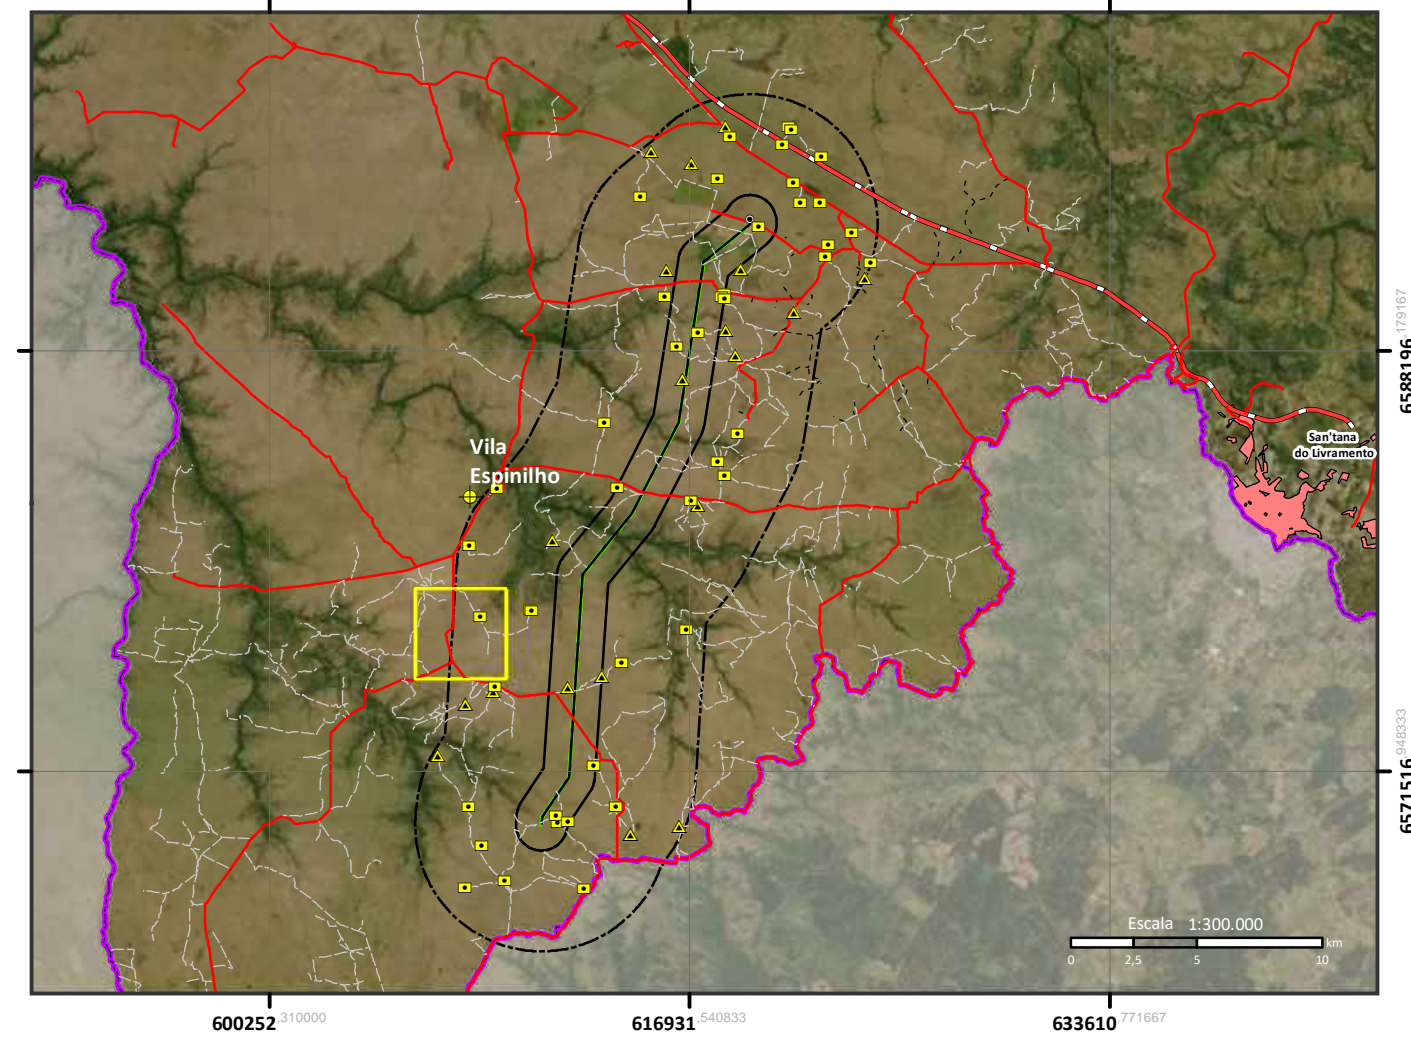 Vila
Espinilho
San'tana
do Livramento
6588196,179167
6571516,948333
Escala 1:300.000
km
0 2,5 5 10
600252,310000 616931,540833 633610,771667